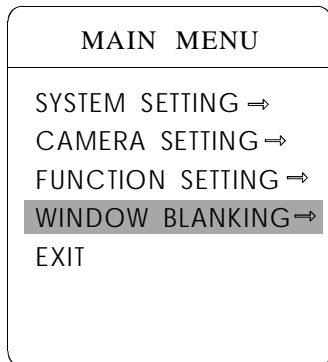 MAIN MENU
SYSTEM SETTING ⇒
CAMERA SETTING ⇒
FUNCTION SETTING ⇒
WINDOW BLANKING ⇒
EXIT